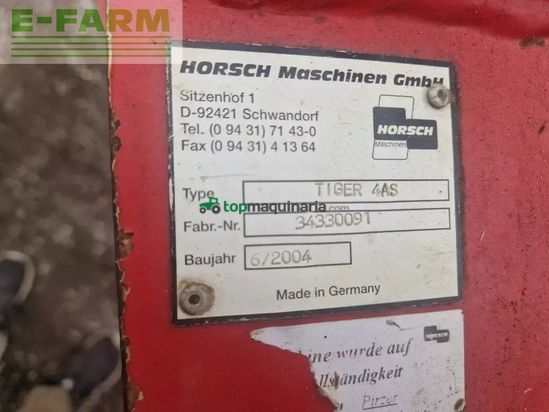 E-FARM
HORSCH Maschinen GmbH
Sitzenhof 1
D-92421 Schwandorf
Tel. (0 94 31) 71 43-0
Fax (0 94 31) 4 13 64
HORSCH
Maschinen
Type TIGER 4AS
topmaquinaria.com
Fabr.-Nr. 34330091
Baujahr 6/2004
Made in Germany
HORSCH
ine wurde auf
llständigkeit
Pirzer